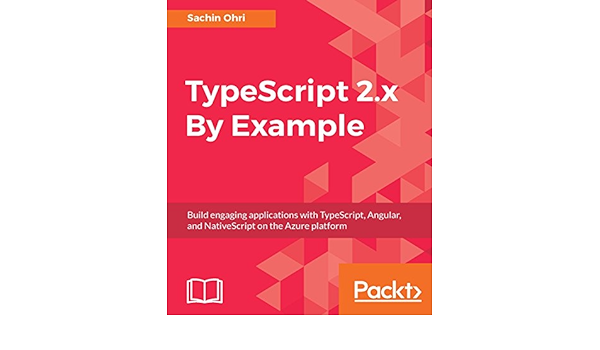 Sachin Ohri
TypeScript 2.x
By Example
Build engaging applications with TypeScript, Angular,
and NativeScript on the Azure platform
Packt>